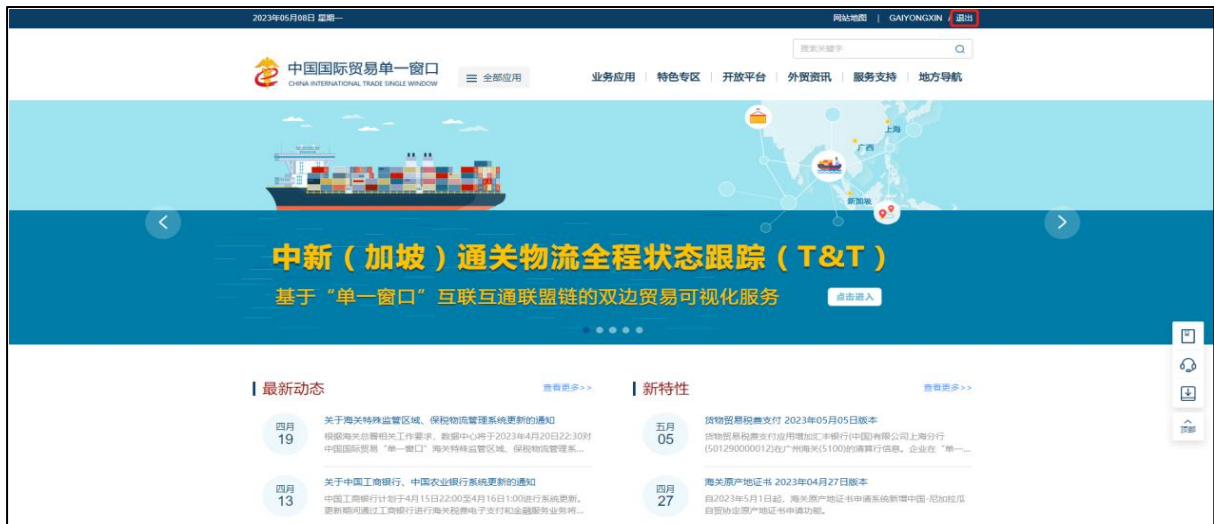 2023年05月08日 星期一
网站地图 | GAIYONGXIN / 退出
搜索关键字
中国国际贸易单一窗口
CHINA INTERNATIONAL TRADE SINGLE WINDOW
全部应用
业务应用 特色专区 开放平台 外贸资讯 服务支持 地方导航
上海
广西
新加坡
中新（加坡）通关物流全程状态跟踪（T&T）
基于“单一窗口”互联互通联盟链的双边贸易可视化服务
点击进入
最新动态 查看更多>>
四月
19
关于海关特殊监管区域、保税物流管理系统更新的通知
根据海关总署相关工作要求，数据中心将于2023年4月20日22:30对
中国国际贸易“单一窗口”海关特殊监管区域、保税物流管理系...
四月
13
关于中国工商银行、中国农业银行系统更新的通知
中国工商银行计划于4月15日22:00至4月16日1:00进行系统更新。
更新期间通过工商银行进行海关税费电子支付和金融服务业务将...
新特性 查看更多>>
五月
05
货物贸易税费支付 2023年05月05日版本
货物贸易税费支付应用增加汇丰银行(中国)有限公司上海分行
(501290000012)在广州海关(5100)的清算行信息。企业在“单一...
四月
27
海关原产地证书 2023年04月27日版本
自2023年5月1日起，海关原产地证书申请系统新增中国-尼加拉瓜
自贸协定原产地证书申请功能。
顶部